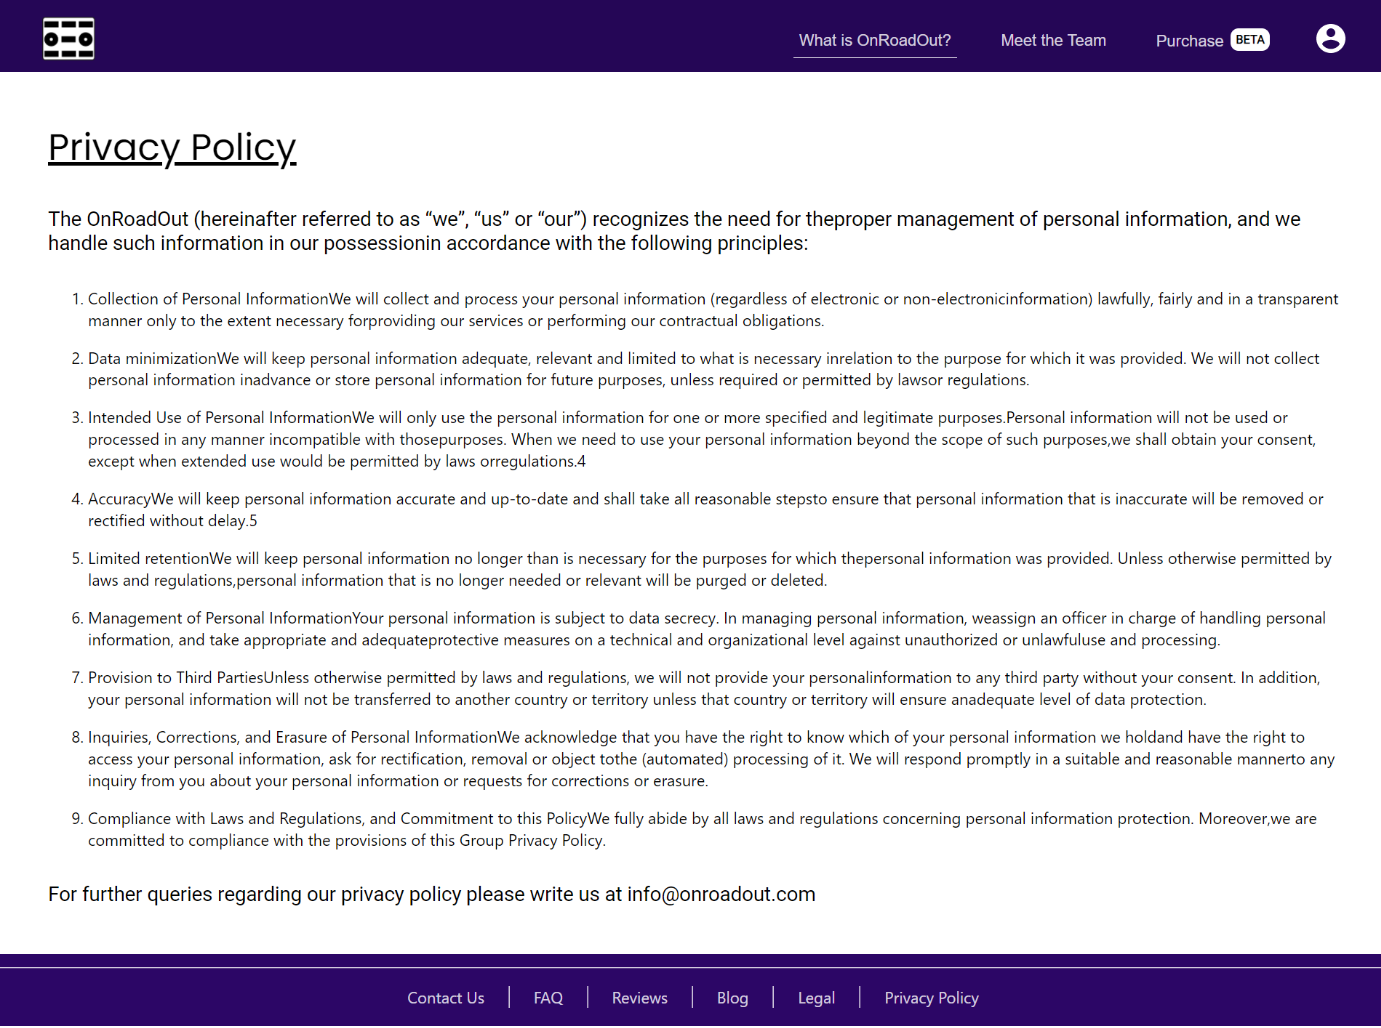 What is OnRoadOut?
Meet the Team
Purchase BETA
Privacy Policy
The OnRoadOut (hereinafter referred to as “we”, “us” or “our”) recognizes the need for theproper management of personal information, and we
handle such information in our possessionin accordance with the following principles:
1. Collection of Personal InformationWe will collect and process your personal information (regardless of electronic or non-electronicinformation) lawfully, fairly and in a transparent
manner only to the extent necessary forproviding our services or performing our contractual obligations.
2. Data minimizationWe will keep personal information adequate, relevant and limited to what is necessary inrelation to the purpose for which it was provided. We will not collect
personal information inadvance or store personal information for future purposes, unless required or permitted by lawsor regulations.
3. Intended Use of Personal InformationWe will only use the personal information for one or more specified and legitimate purposes.Personal information will not be used or
processed in any manner incompatible with thosepurposes. When we need to use your personal information beyond the scope of such purposes,we shall obtain your consent,
except when extended use would be permitted by laws orregulations.4
4. AccuracyWe will keep personal information accurate and up-to-date and shall take all reasonable stepsto ensure that personal information that is inaccurate will be removed or
rectified without delay.5
5. Limited retentionWe will keep personal information no longer than is necessary for the purposes for which thepersonal information was provided. Unless otherwise permitted by
laws and regulations,personal information that is no longer needed or relevant will be purged or deleted.
6. Management of Personal InformationYour personal information is subject to data secrecy. In managing personal information, weassign an officer in charge of handling personal
information, and take appropriate and adequateprotective measures on a technical and organizational level against unauthorized or unlawfuluse and processing.
7. Provision to Third PartiesUnless otherwise permitted by laws and regulations, we will not provide your personalinformation to any third party without your consent. In addition,
your personal information will not be transferred to another country or territory unless that country or territory will ensure anadequate level of data protection.
8. Inquiries, Corrections, and Erasure of Personal InformationWe acknowledge that you have the right to know which of your personal information we holdand have the right to
access your personal information, ask for rectification, removal or object tothe (automated) processing of it. We will respond promptly in a suitable and reasonable mannerto any
inquiry from you about your personal information or requests for corrections or erasure.
9. Compliance with Laws and Regulations, and Commitment to this PolicyWe fully abide by all laws and regulations concerning personal information protection. Moreover,we are
committed to compliance with the provisions of this Group Privacy Policy.
For further queries regarding our privacy policy please write us at info@onroadout.com
Contact Us
FAQ
Reviews
Blog
Legal
Privacy Policy